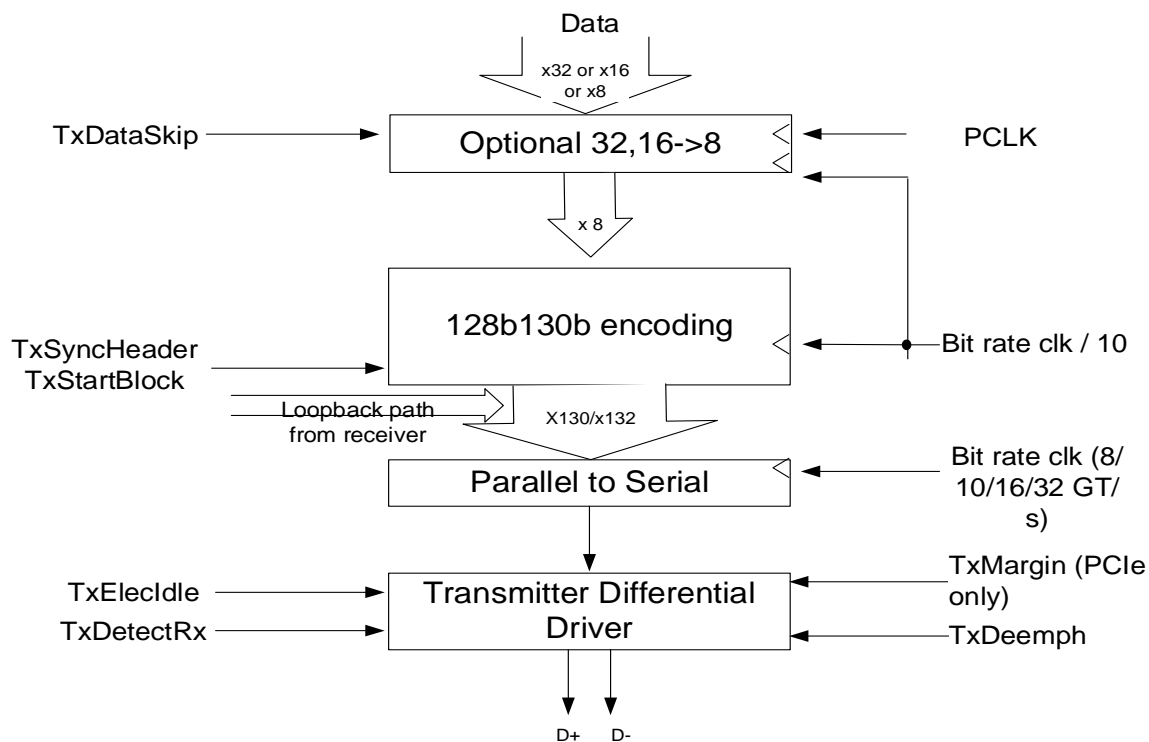 Data
x32 or x16
or x8
TxDataSkip
Optional 32,16->8
PCLK
x 8
128b130b encoding
TxSyncHeader
TxStartBlock
Bit rate clk / 10
Loopback path
from receiver
X130/x132
Parallel to Serial
Bit rate clk (8/
10/16/32 GT/
s)
TxElecIdle
TxDetectRx
Transmitter Differential
Driver
TxMargin (PCIe
only)
TxDeemph
D+
D-